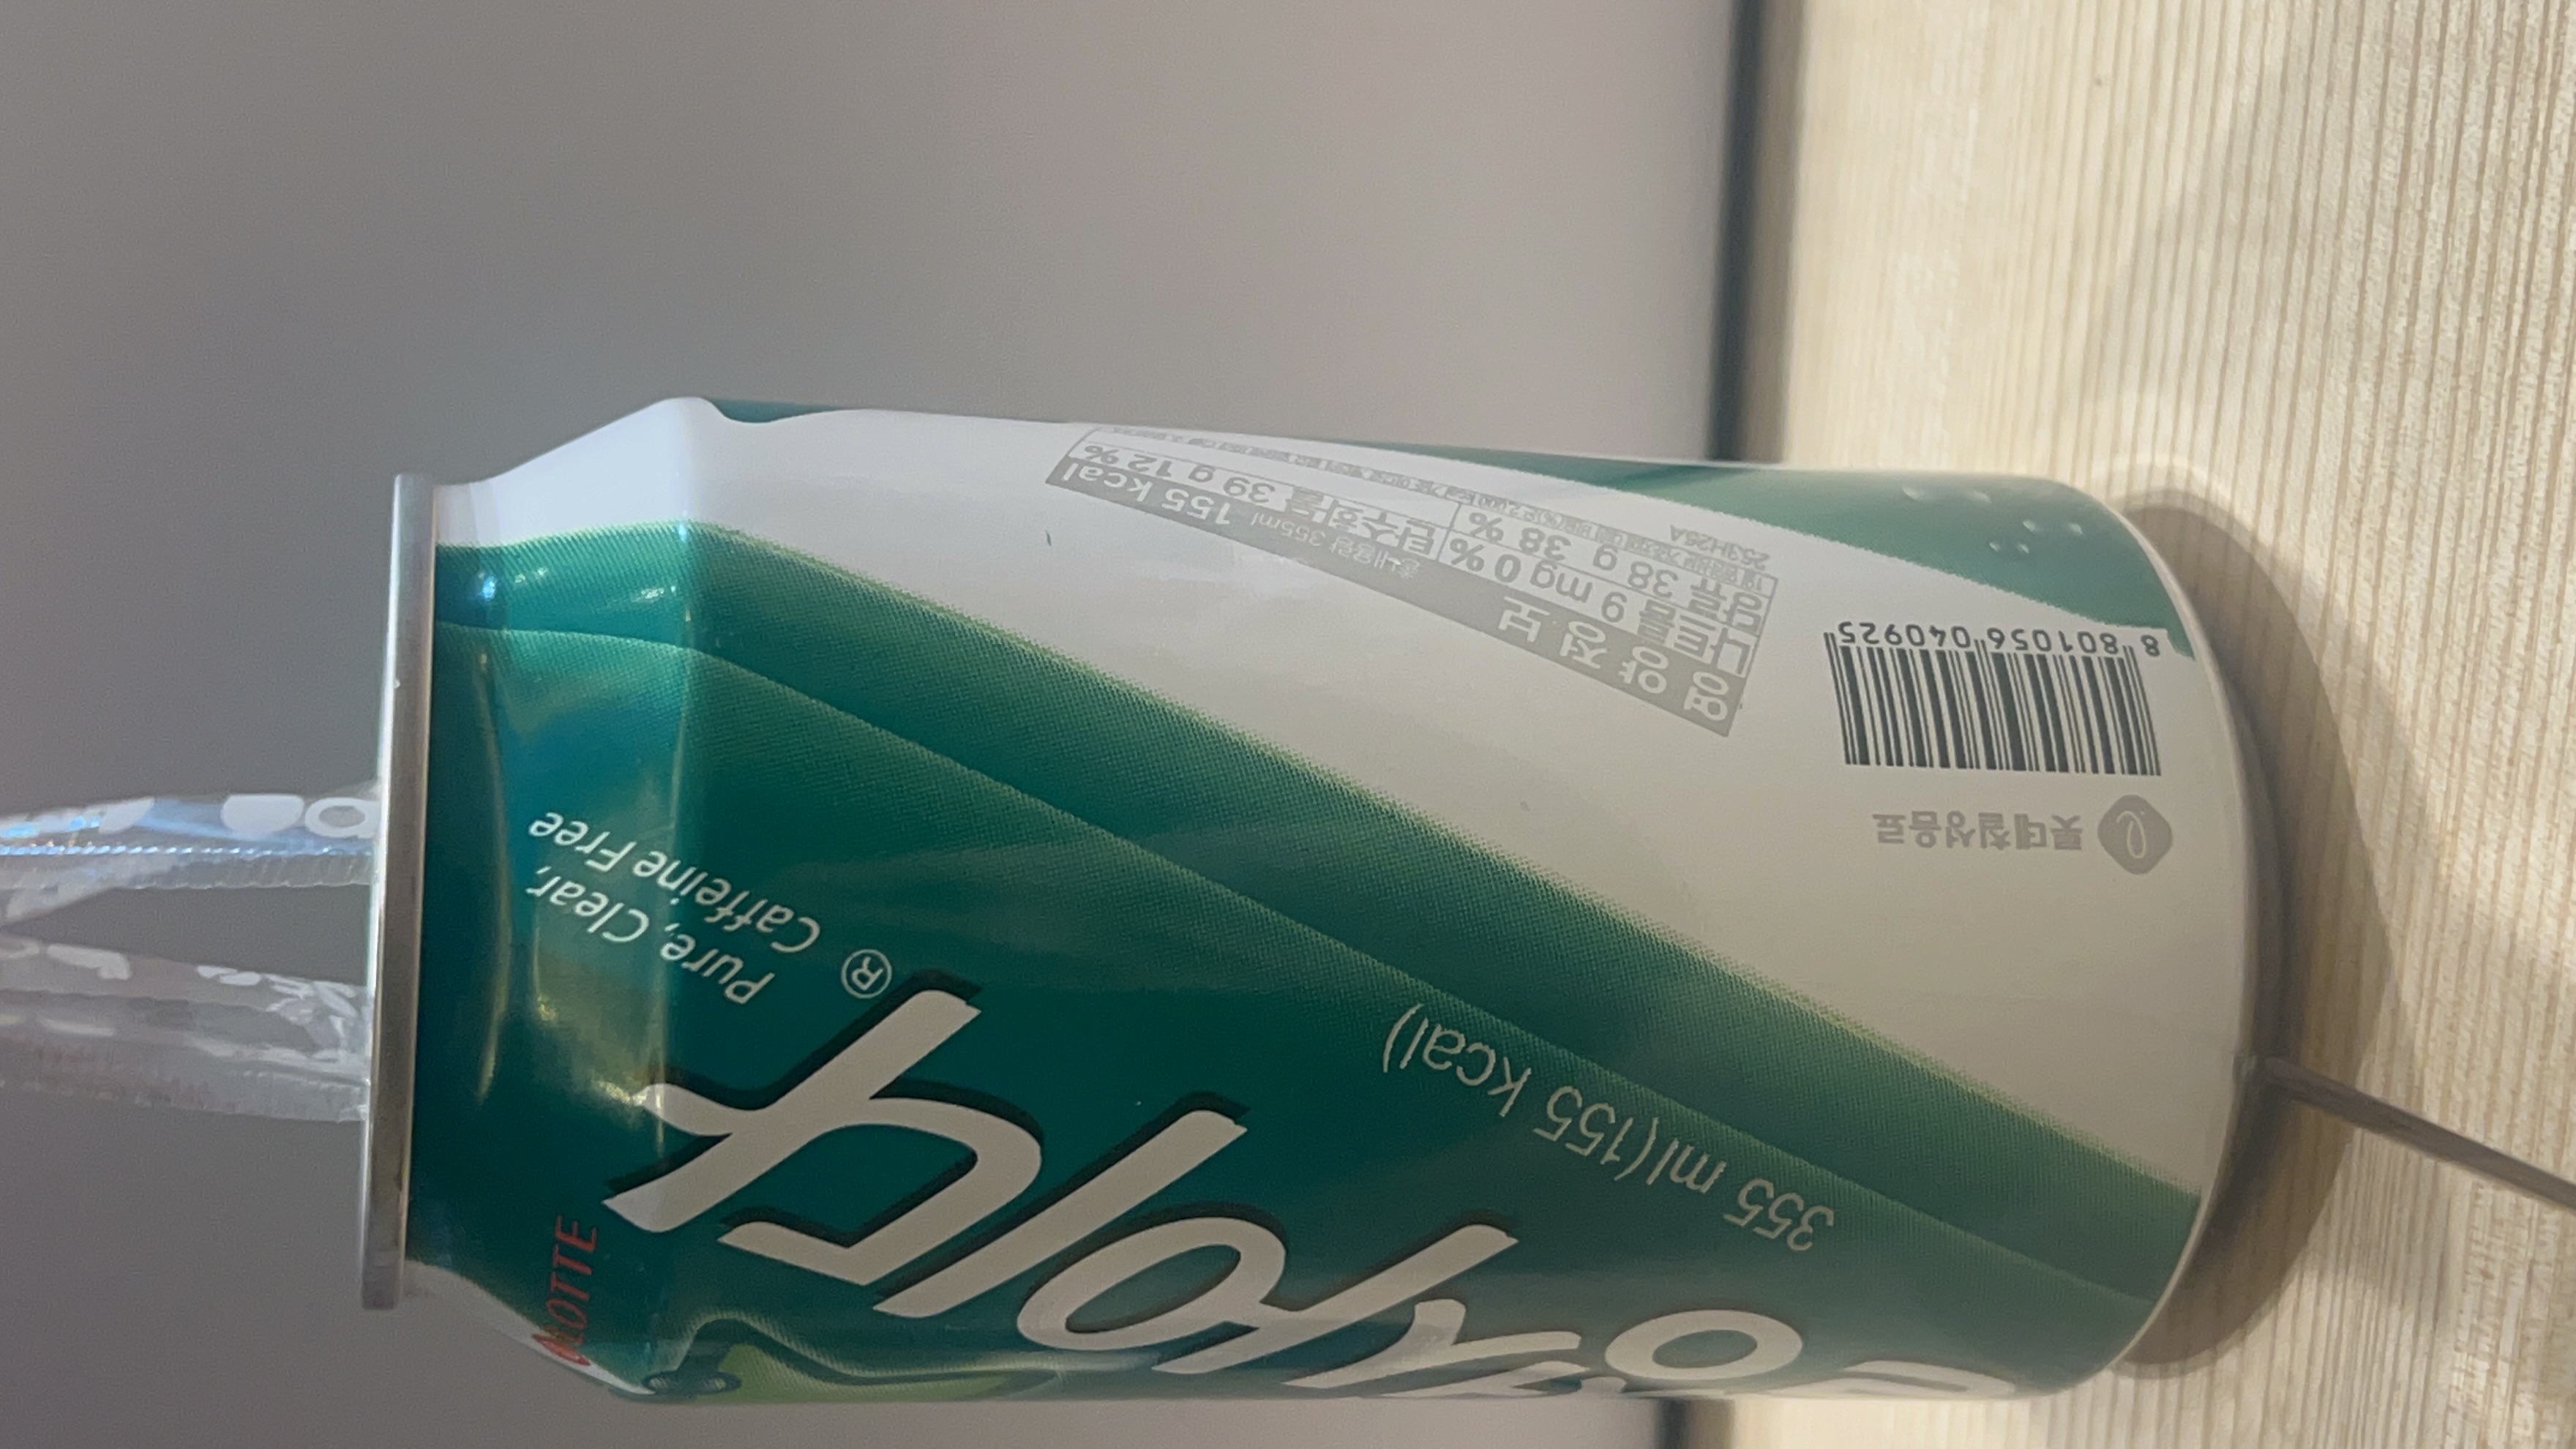 LOTTE
칠성사이다
®
Pure, Clear,
Caffeine Free
355 ml(155 kcal)
영양정보
총 내용량 355ml 155 kcal
나트륨 9 mg 0 % 탄수화물 39 g 12 %
당류 38 g 38 %
253H25A
롯데칠성음료
8 801056 040925